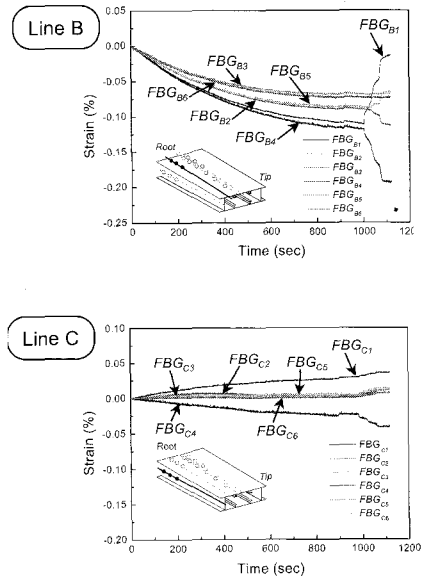 Line B
0.05
0.00
-0.05
-0.10
-0.15
-0.20
-0.25
Strain (%)
FBG_B1
FBG_B3
FBG_B5
FBG_B6
FBG_B2
FBG_B4
Root
Tip
FBG_B1
FBG_B2
FBG_B3
FBG_B4
FBG_B5
FBG_B6
0 200 400 600 800 1000 1200
Time (sec)
Line C
0.10
0.05
0.00
-0.05
-0.10
-0.15
-0.20
Strain (%)
FBG_C1
FBG_C3
FBG_C2
FBG_C5
FBG_C4
FBG_C6
Root
Tip
FBG_C1
FBG_C2
FBG_C3
FBG_C4
FBG_C5
FBG_C6
0 200 400 600 800 1000 1200
Time (sec)